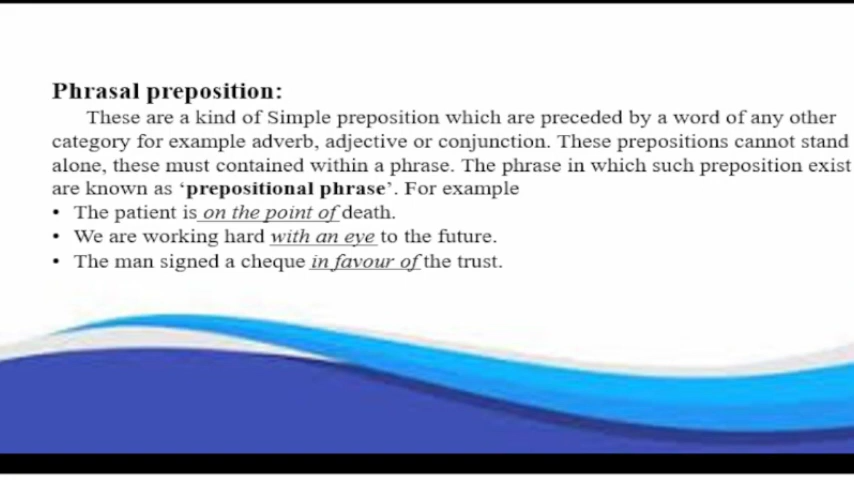 Phrasal preposition:
These are a kind of Simple preposition which are preceded by a word of any other
category for example adverb, adjective or conjunction. These prepositions cannot stand
alone, these must contained within a phrase. The phrase in which such preposition exist
are known as ‘prepositional phrase’. For example
• The patient is on the point of death.
• We are working hard with an eye to the future.
• The man signed a cheque in favour of the trust.